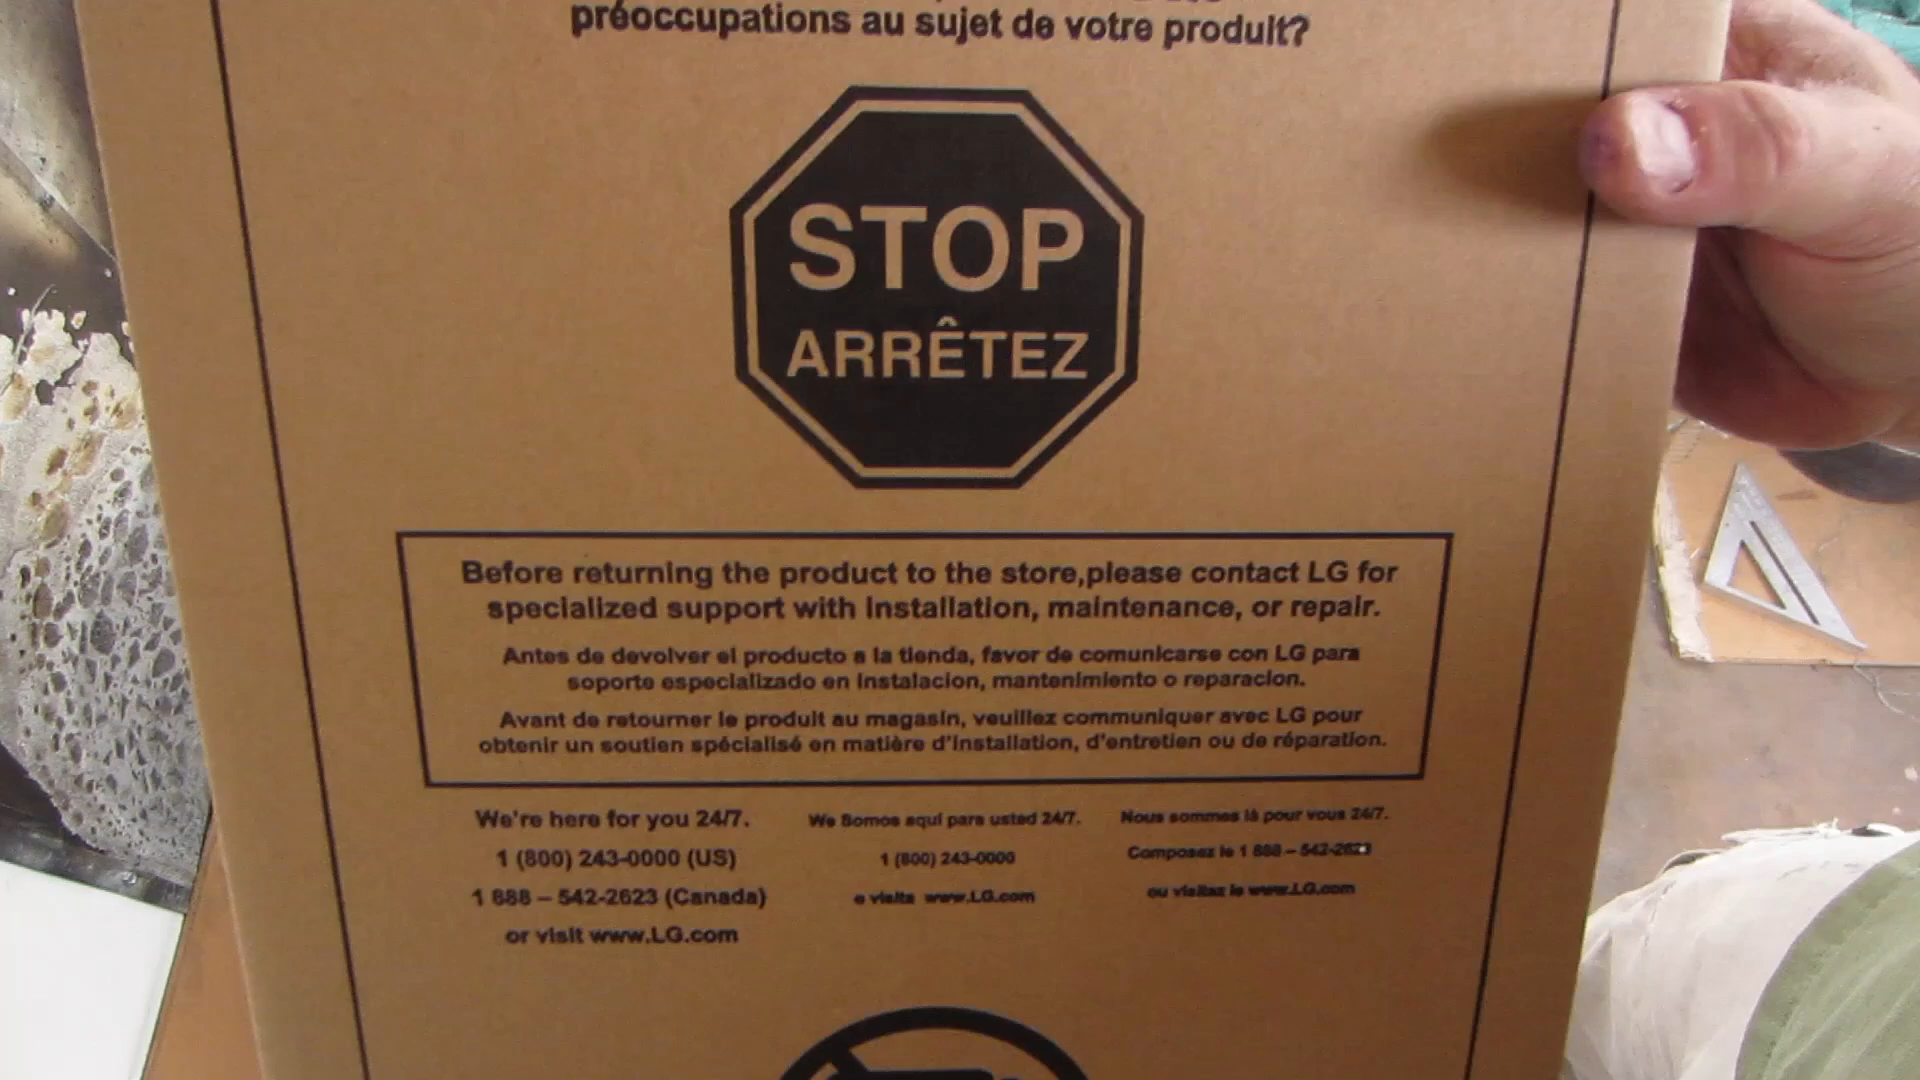 préoccupations au sujet de votre produit?
STOP
ARRÊTEZ
Before returning the product to the store,please contact LG for
specialized support with Installation, maintenance, or repair.
Antes de devolver el producto a la tienda, favor de comunicarse con LG para
soporte especializado en Instalacion, mantenimiento o reparacion.
Avant de retourner le produit au magasin, veuillez communiquer avec LG pour
obtenir un soutien spécialisé en matière d'installation, d'entretien ou de réparation.
We're here for you 24/7.
1 (800) 243-0000 (US)
1 888 – 542-2623 (Canada)
or visit www.LG.com
We Somos aquí para usted 24/7.
1 (800) 243-0000
o visite www.LG.com
Nous sommes là pour vous 24/7.
Composez le 1 888 – 542-2623
ou visitez le www.LG.com